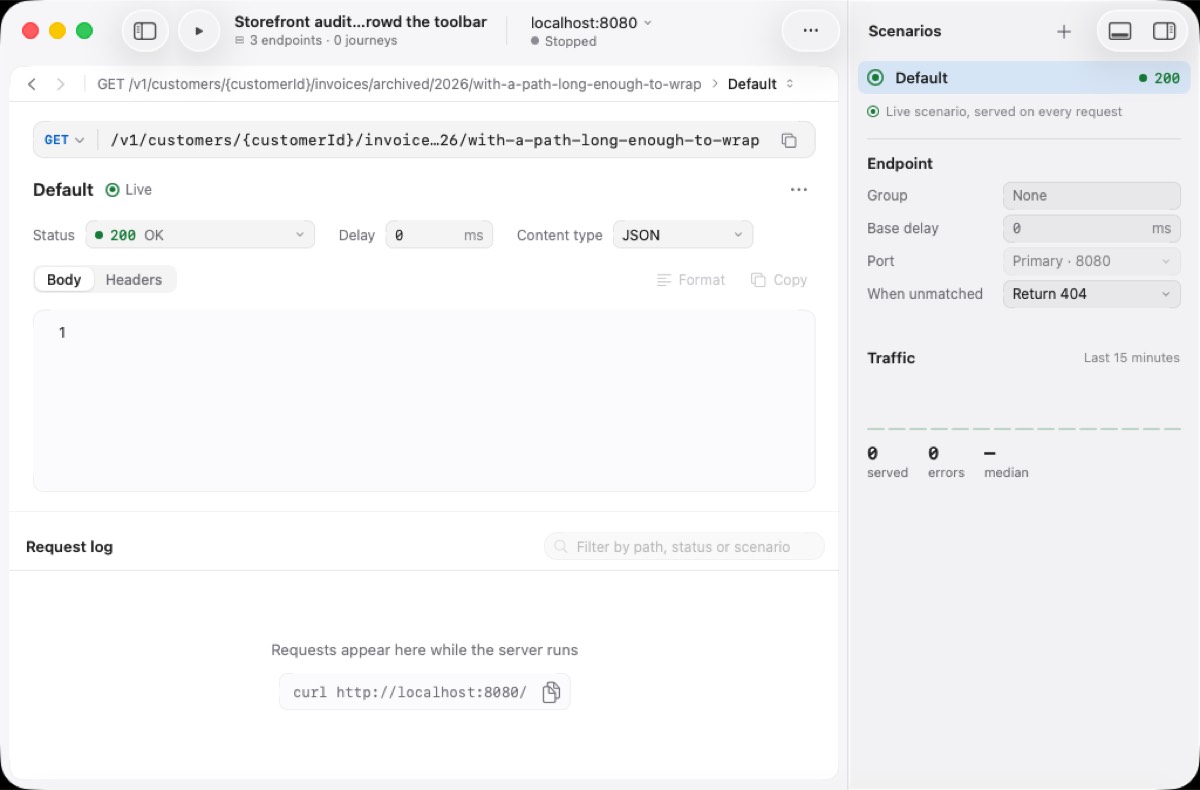 Storefront audit...rowd the toolbar
3 endpoints · 0 journeys
localhost:8080
Stopped
GET /v1/customers/{customerId}/invoices/archived/2026/with-a-path-long-enough-to-wrap > Default
GET /v1/customers/{customerId}/invoice…26/with-a-path-long-enough-to-wrap
Default Live
Status 200 OK Delay 0 ms Content type JSON
Body Headers Format Copy
1
Request log Filter by path, status or scenario
Requests appear here while the server runs
curl http://localhost:8080/
Scenarios
Default 200
Live scenario, served on every request
Endpoint
Group None
Base delay 0 ms
Port Primary · 8080
When unmatched Return 404
Traffic Last 15 minutes
0 0 –
served errors median